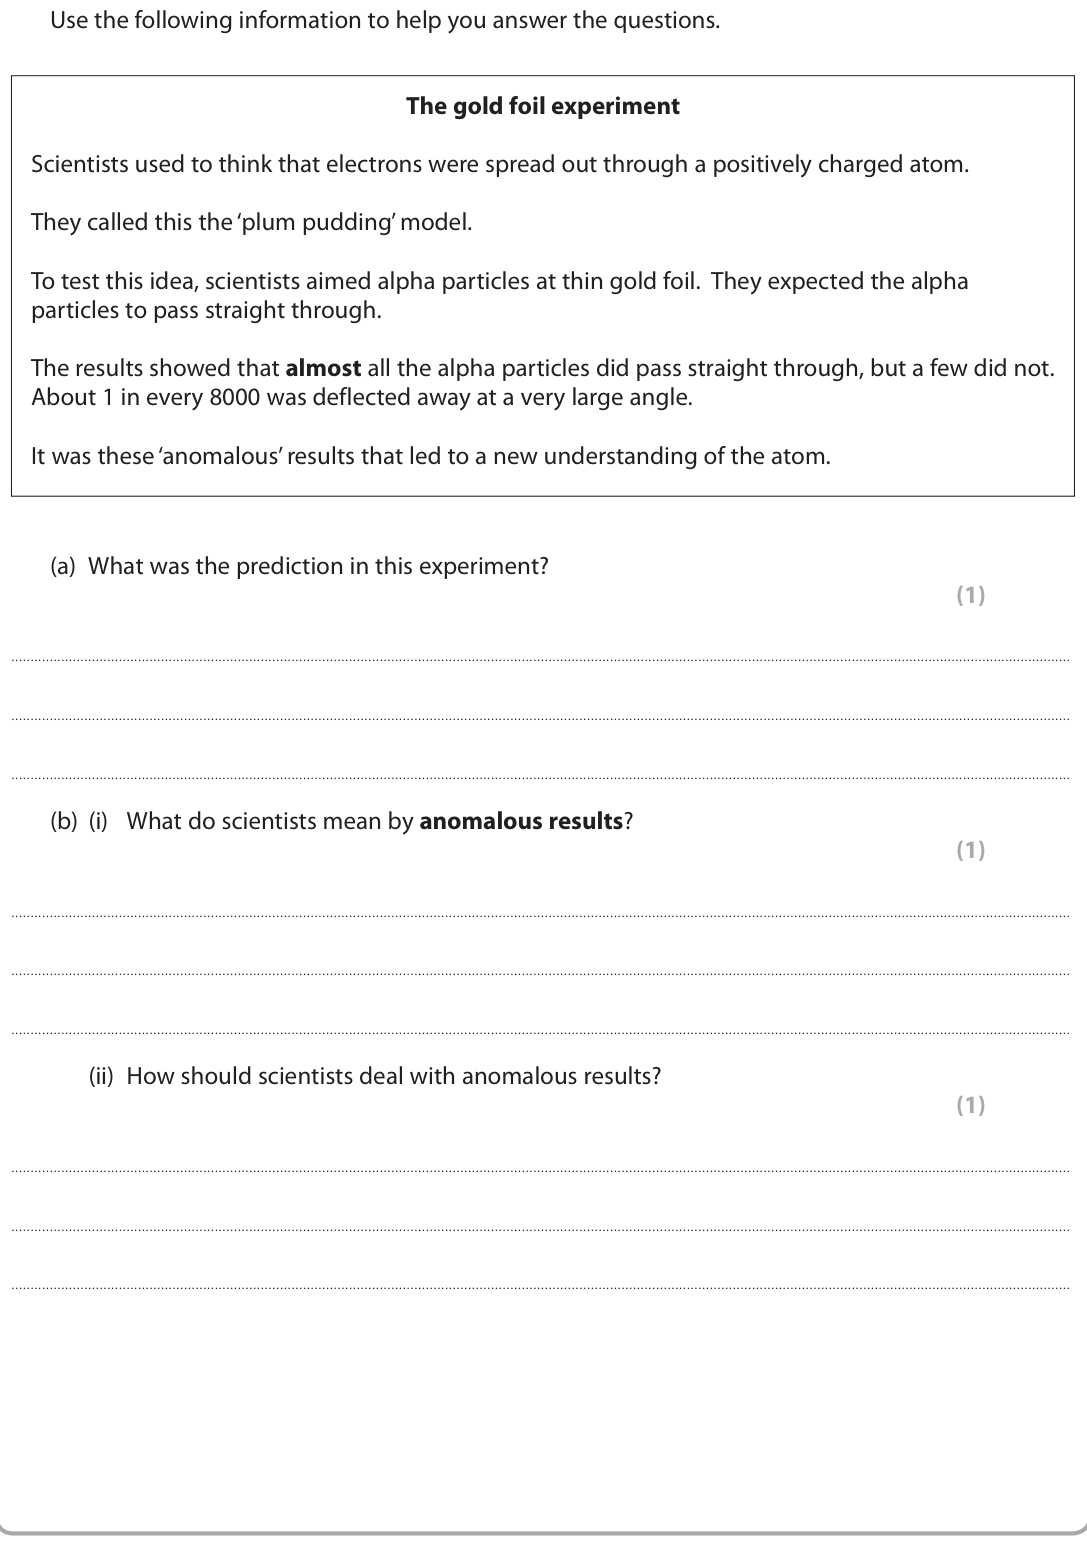 Use the following information to help you answer the questions.
The gold foil experiment
Scientists used to think that electrons were spread out through a positively charged atom.
They called this the ‘plum pudding’ model.
To test this idea, scientists aimed alpha particles at thin gold foil.  They expected the alpha
particles to pass straight through.
The results showed that almost all the alpha particles did pass straight through, but a few did not.
About 1 in every 8000 was deflected away at a very large angle.
It was these ‘anomalous’ results that led to a new understanding of the atom.
(a) What was the prediction in this experiment?
(1)
(b) (i) What do scientists mean by anomalous results?
(1)
(ii) How should scientists deal with anomalous results?
(1)